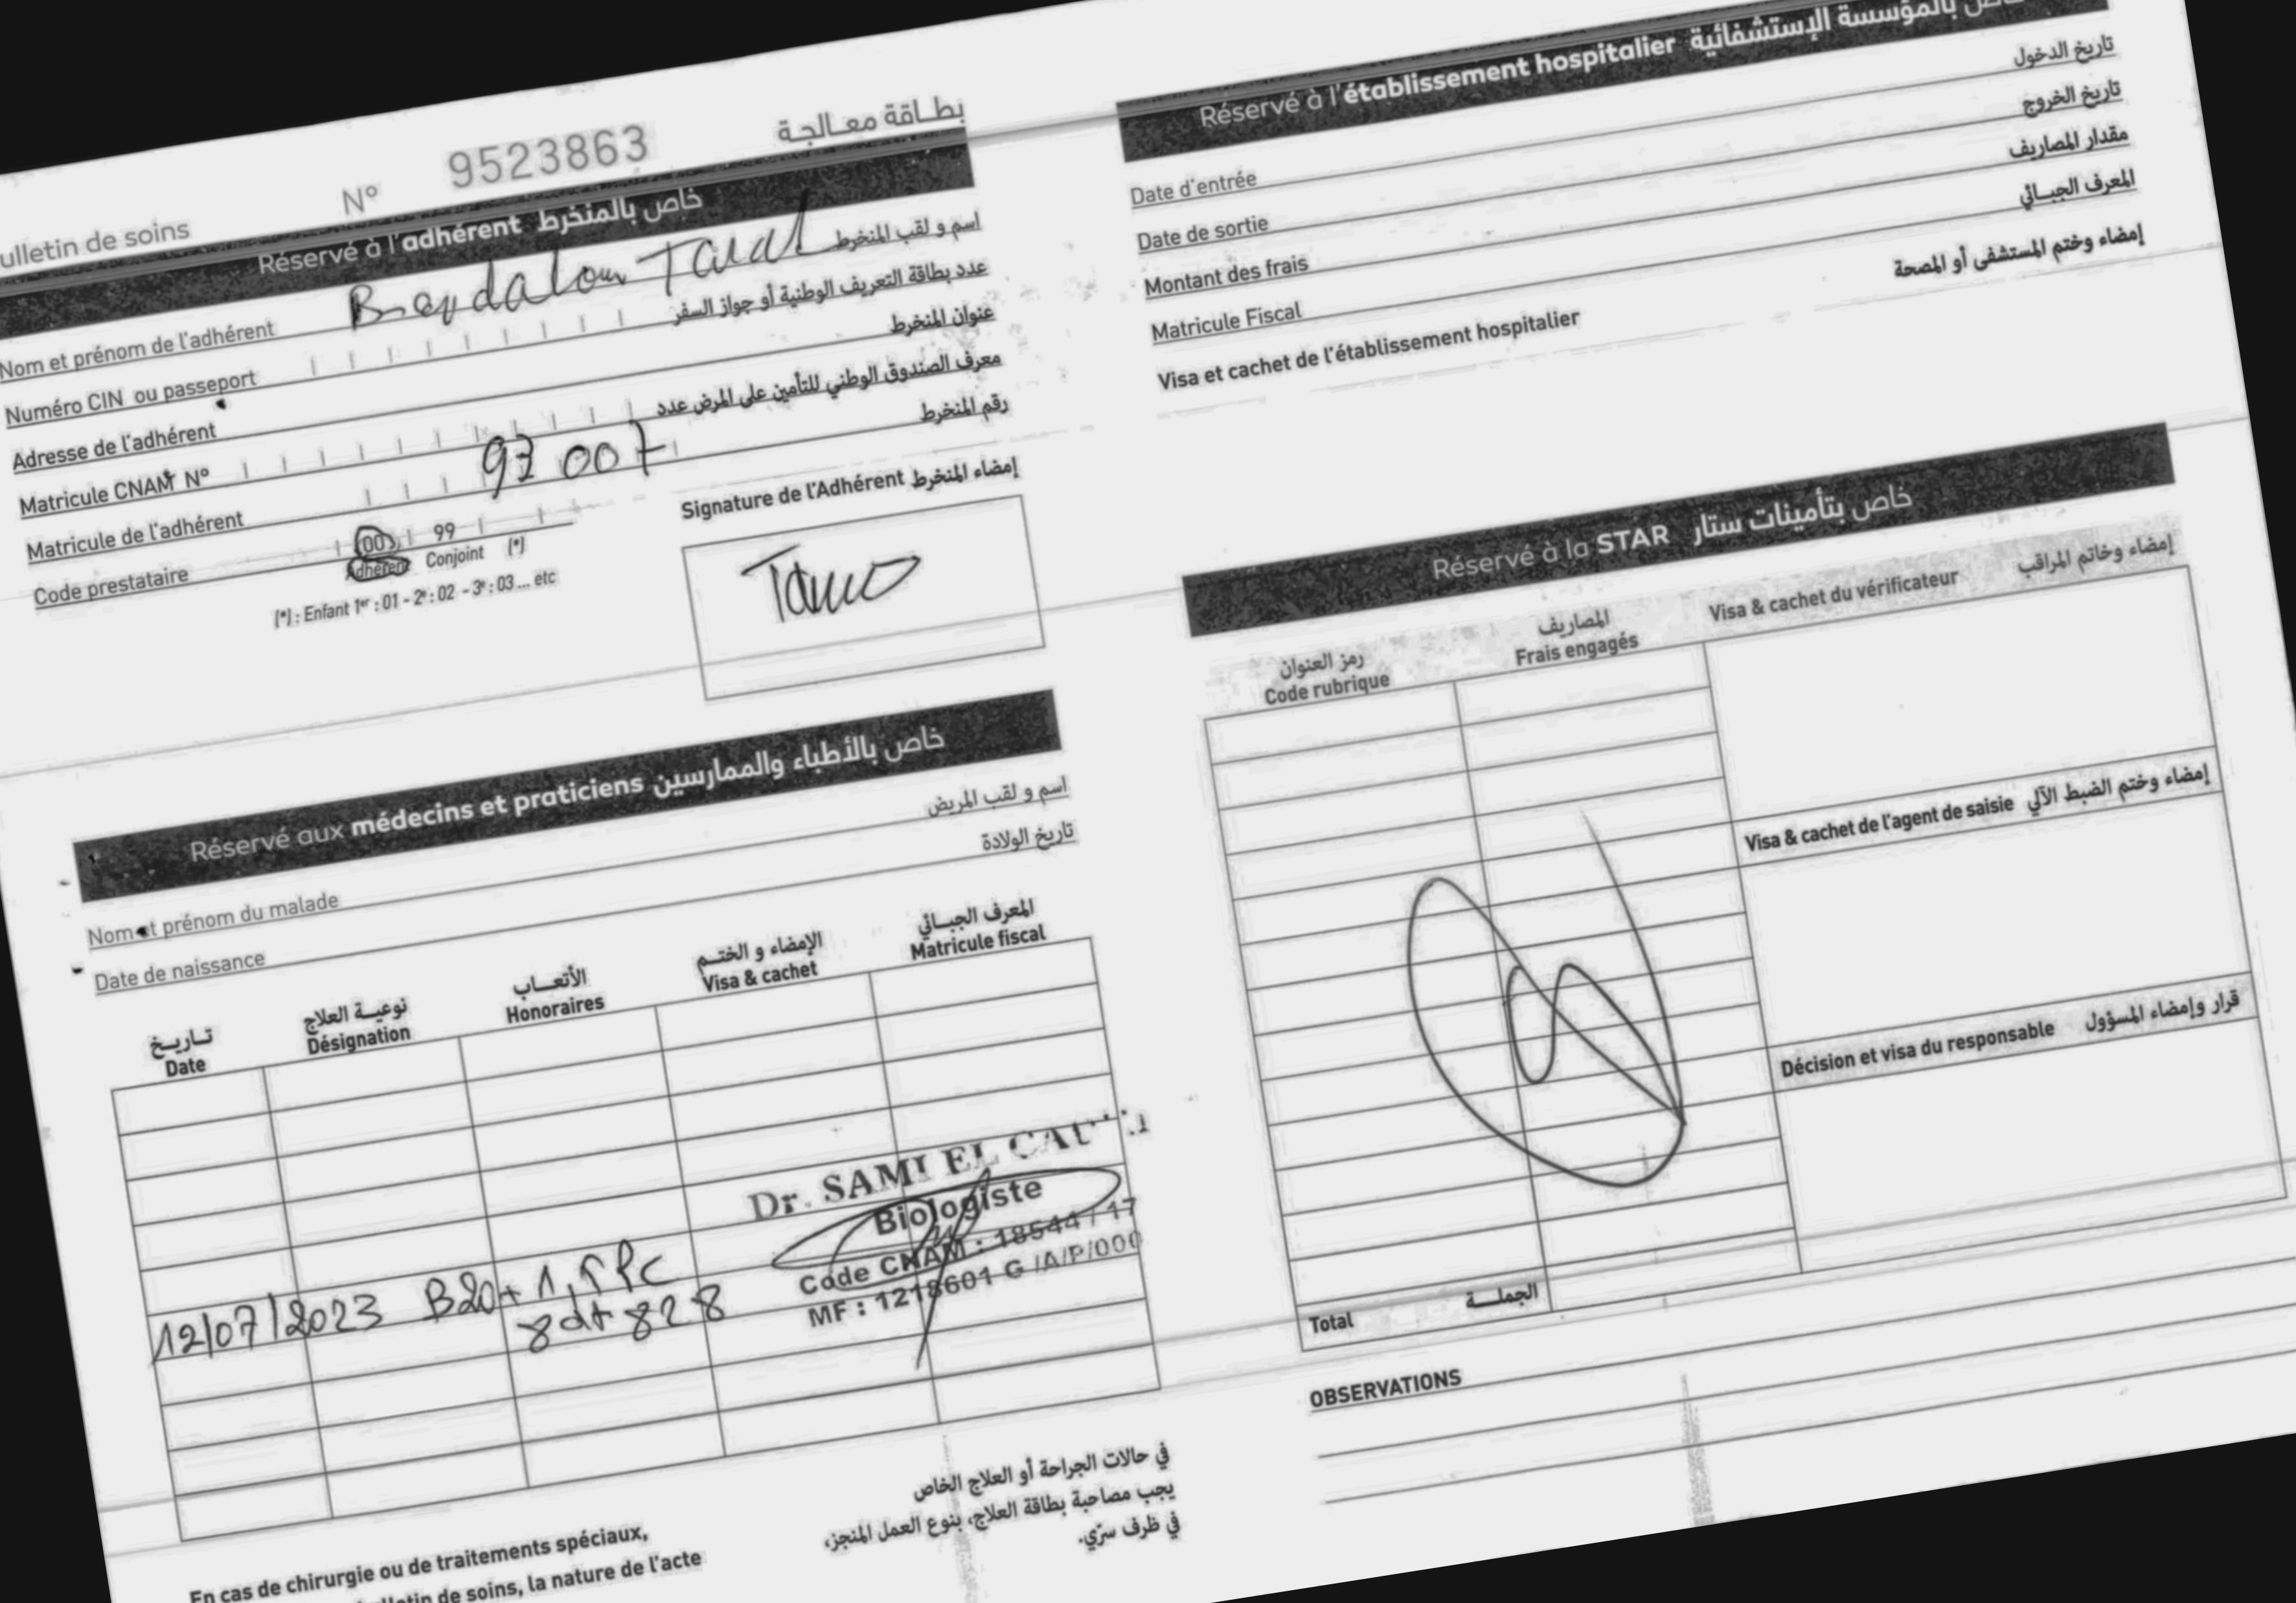 ulletin de soins N° 9523863 بطاقة معالجة
Réservé à l'adhérent خاص بالمنخرط
Nom et prénom de l'adhérent اسم و لقب المنخرط
Numéro CIN ou passeport عدد بطاقة التعريف الوطنية أو جواز السفر
Adresse de l'adhérent عنوان المنخرط
Matricule CNAM N° معرف الصندوق الوطني للتأمين على المرض عدد
Matricule de l'adhérent 97 007 رقم المنخرط
Code prestataire 00 99
Adhérent Conjoint (*)
(*) : Enfant 1er : 01 - 2e : 02 - 3e : 03 ... etc
Signature de l'Adhérent إمضاء المنخرط
Réservé aux médecins et praticiens خاص بالأطباء والممارسين
Nom et prénom du malade اسم و لقب المريض
Date de naissance تاريخ الولادة
تاريخ نوعية العلاج الأتعاب الإمضاء و الختم المعرف الجبائي
Date Désignation Honoraires Visa & cachet Matricule fiscal
Dr. SAMI EL
Biologiste
Code CNAM : 18544 / 17
MF : 1218601 G /A/P/000
12/07/2023 B20+ 1,5 PC
8dt 828
في حالات الجراحة أو العلاج الخاص
يجب مصاحبة بطاقة العلاج، بنوع العمل المنجز،
في ظرف سرّي.
En cas de chirurgie ou de traitements spéciaux,
bulletin de soins, la nature de l'acte
Réservé à l'établissement hospitalier خاص بالمؤسسة الإستشفائية
Date d'entrée تاريخ الدخول
Date de sortie تاريخ الخروج
Montant des frais مقدار المصاريف
Matricule Fiscal المعرف الجبائي
Visa et cachet de l'établissement hospitalier إمضاء وختم المستشفى أو المصحة
Réservé à la STAR خاص بتأمينات ستار
رمز العنوان المصاريف
Code rubrique Frais engagés
Visa & cachet du vérificateur إمضاء وخاتم المراقب
Visa & cachet de l'agent de saisie إمضاء وختم الضبط الآلي
Décision et visa du responsable قرار وإمضاء المسؤول
Total الجملة
OBSERVATIONS